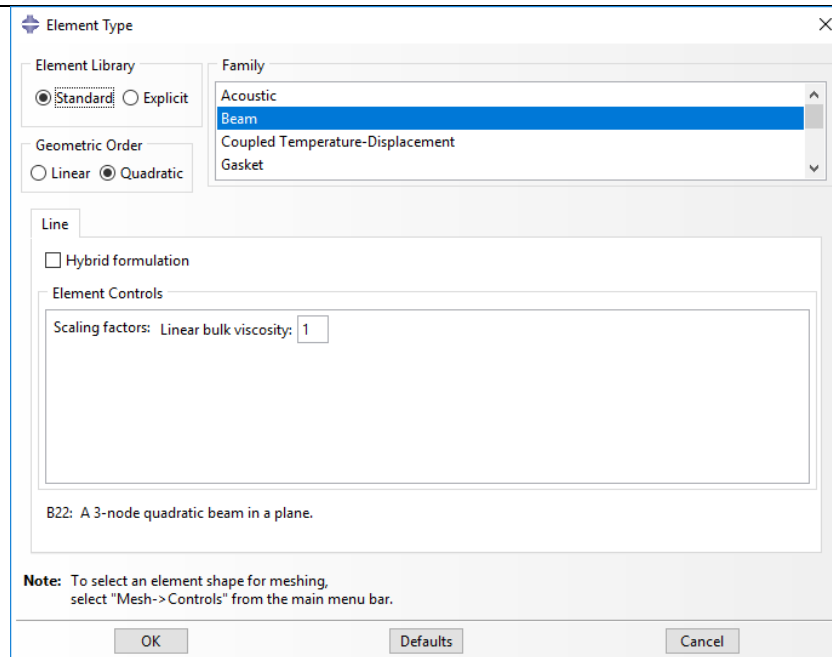 Element Type
Element Library
Standard Explicit
Family
Acoustic
Beam
Coupled Temperature-Displacement
Gasket
Geometric Order
Linear Quadratic
Line
Hybrid formulation
Element Controls
Scaling factors: Linear bulk viscosity: 1
B22: A 3-node quadratic beam in a plane.
Note: To select an element shape for meshing,
select "Mesh->Controls" from the main menu bar.
OK Defaults Cancel